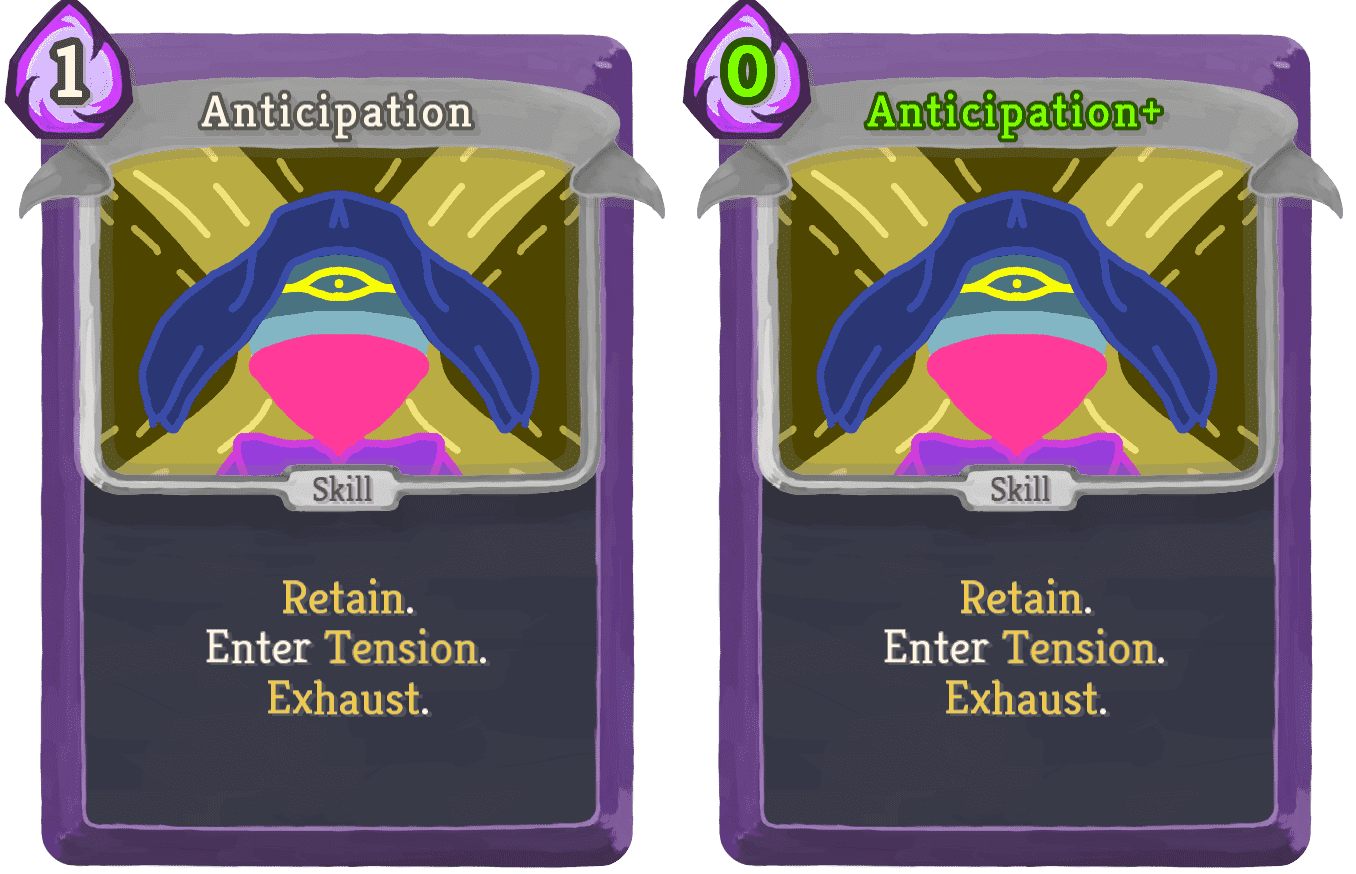 1
Anticipation
Skill
Retain.
Enter Tension.
Exhaust.
0
Anticipation+
Skill
Retain.
Enter Tension.
Exhaust.